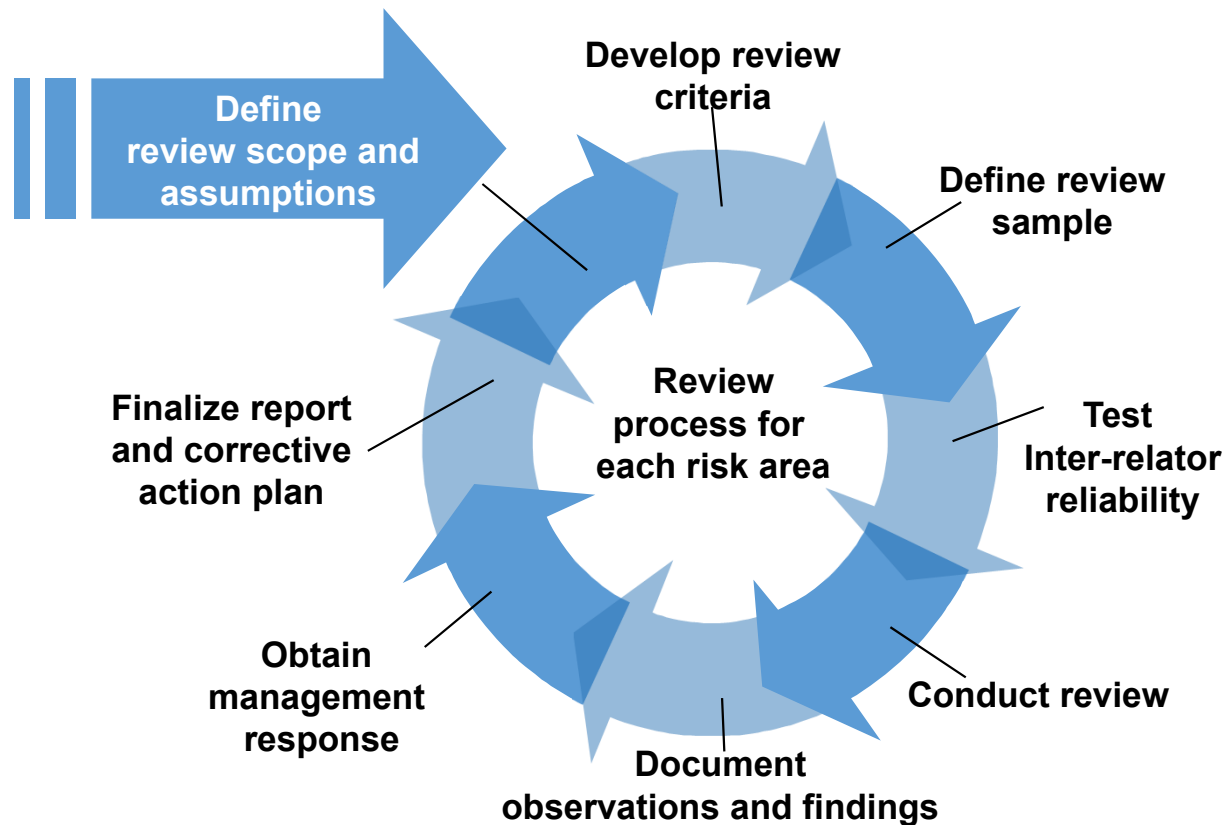 Define
review scope and
assumptions
Develop review
criteria
Define review
sample
Test
Inter-relator
reliability
Conduct review
Document
observations and findings
Obtain
management
response
Finalize report
and corrective
action plan
Review
process for
each risk area